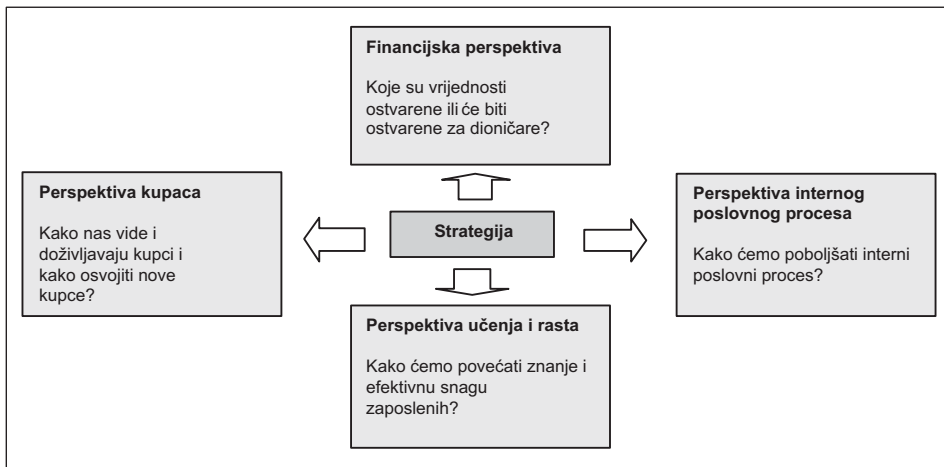 Financijska perspektiva
Koje su vrijednosti
ostvarene ili će biti
ostvarene za dioničare?
Perspektiva kupaca
Kako nas vide i
doživljavaju kupci i
kako osvojiti nove
kupce?
Strategija
Perspektiva internog
poslovnog procesa
Kako ćemo poboljšati interni
poslovni proces?
Perspektiva učenja i rasta
Kako ćemo povećati znanje i
efektivnu snagu
zaposlenih?